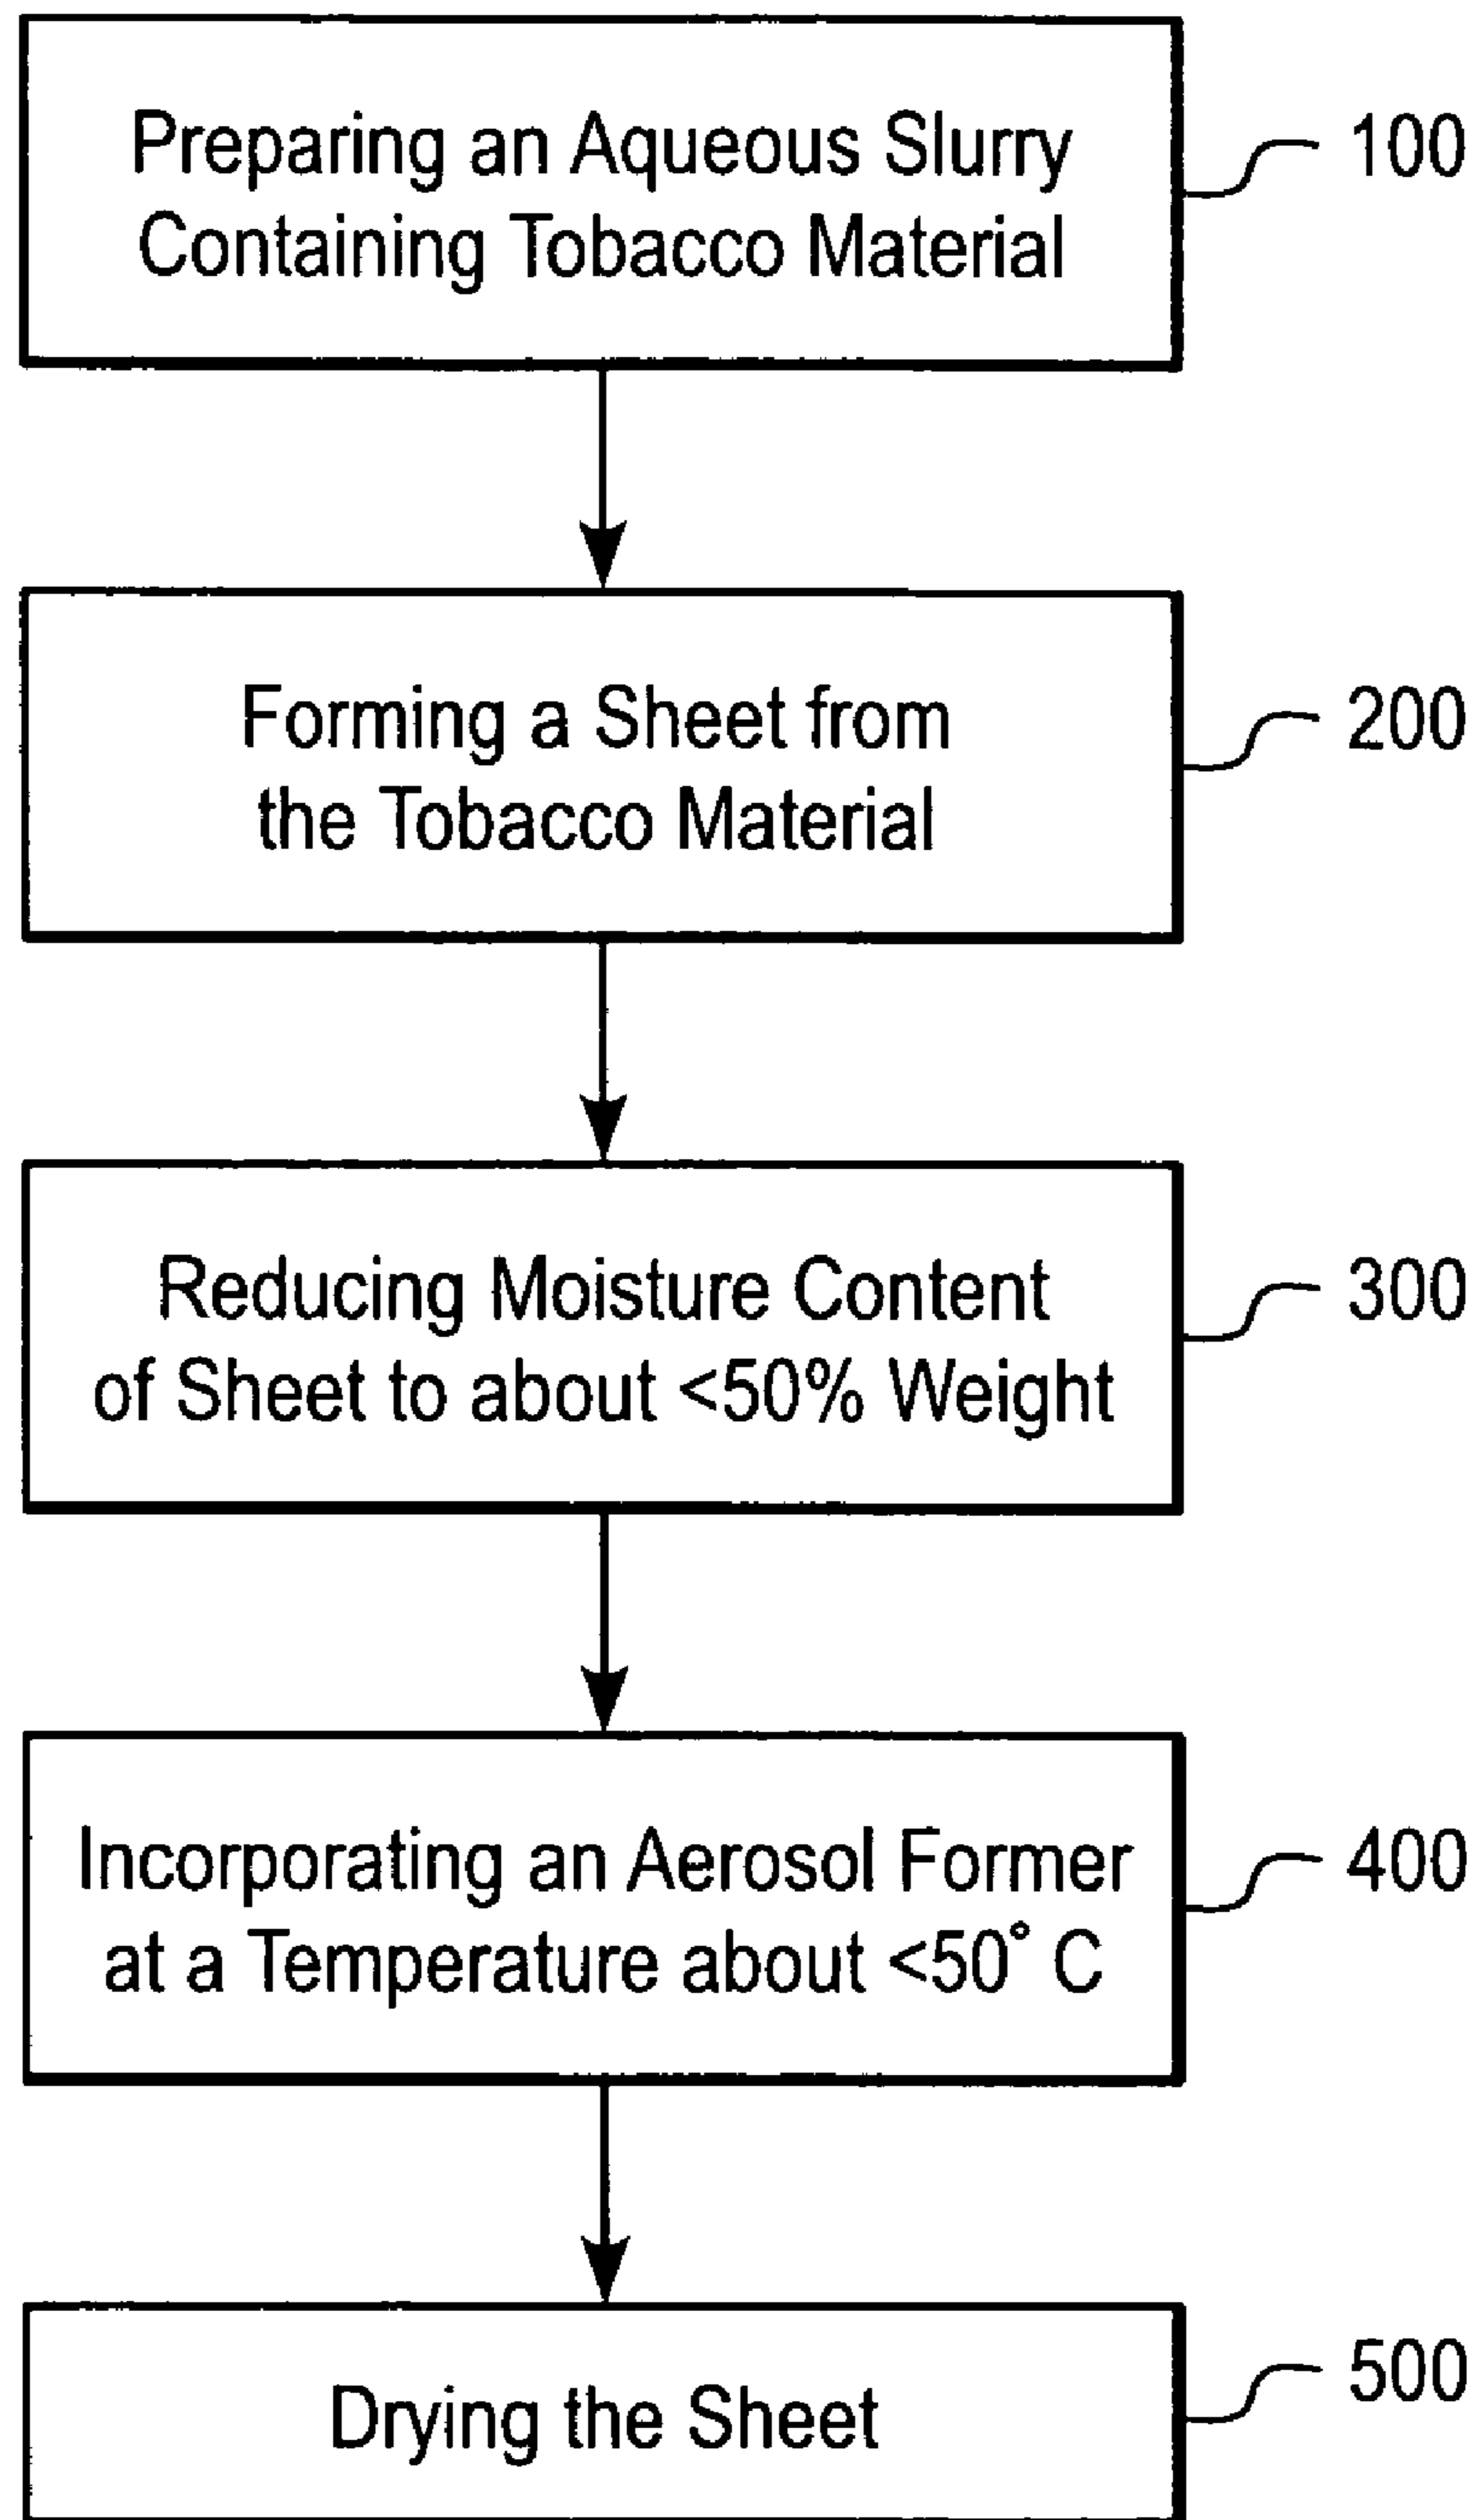 Preparing an Aqueous Slurry
Containing Tobacco Material
100
Forming a Sheet from
the Tobacco Material
200
Reducing Moisture Content
of Sheet to about <50% Weight
300
Incorporating an Aerosol Former
at a Temperature about <50° C
400
Drying the Sheet
500